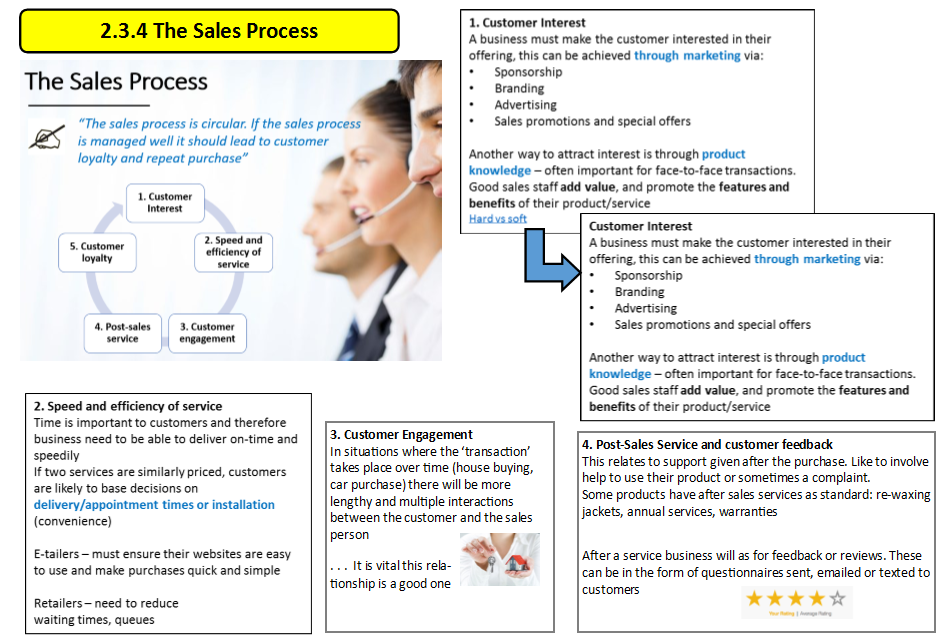 2.3.4 The Sales Process
The Sales Process
“The sales process is circular. If the sales process
is managed well it should lead to customer
loyalty and repeat purchase”
1. Customer
Interest
2. Speed and
efficiency of
service
3. Customer
engagement
4. Post-sales
service
5. Customer
loyalty
1. Customer Interest
A business must make the customer interested in their
offering, this can be achieved through marketing via:
• Sponsorship
• Branding
• Advertising
• Sales promotions and special offers
Another way to attract interest is through product
knowledge – often important for face-to-face transactions.
Good sales staff add value, and promote the features and
benefits of their product/service
Hard vs soft
Customer Interest
A business must make the customer interested in their
offering, this can be achieved through marketing via:
• Sponsorship
• Branding
• Advertising
• Sales promotions and special offers
Another way to attract interest is through product
knowledge – often important for face-to-face transactions.
Good sales staff add value, and promote the features and
benefits of their product/service
2. Speed and efficiency of service
Time is important to customers and therefore
business need to be able to deliver on-time and
speedily
If two services are similarly priced, customers
are likely to base decisions on
delivery/appointment times or installation
(convenience)
E-tailers – must ensure their websites are easy
to use and make purchases quick and simple
Retailers – need to reduce
waiting times, queues
3. Customer Engagement
In situations where the ‘transaction’
takes place over time (house buying,
car purchase) there will be more
lengthy and multiple interactions
between the customer and the sales
person
. . . It is vital this rela-
tionship is a good one
4. Post-Sales Service and customer feedback
This relates to support given after the purchase. Like to involve
help to use their product or sometimes a complaint.
Some products have after sales services as standard: re-waxing
jackets, annual services, warranties
After a service business will as for feedback or reviews. These
can be in the form of questionnaires sent, emailed or texted to
customers
Your Rating | Average Rating